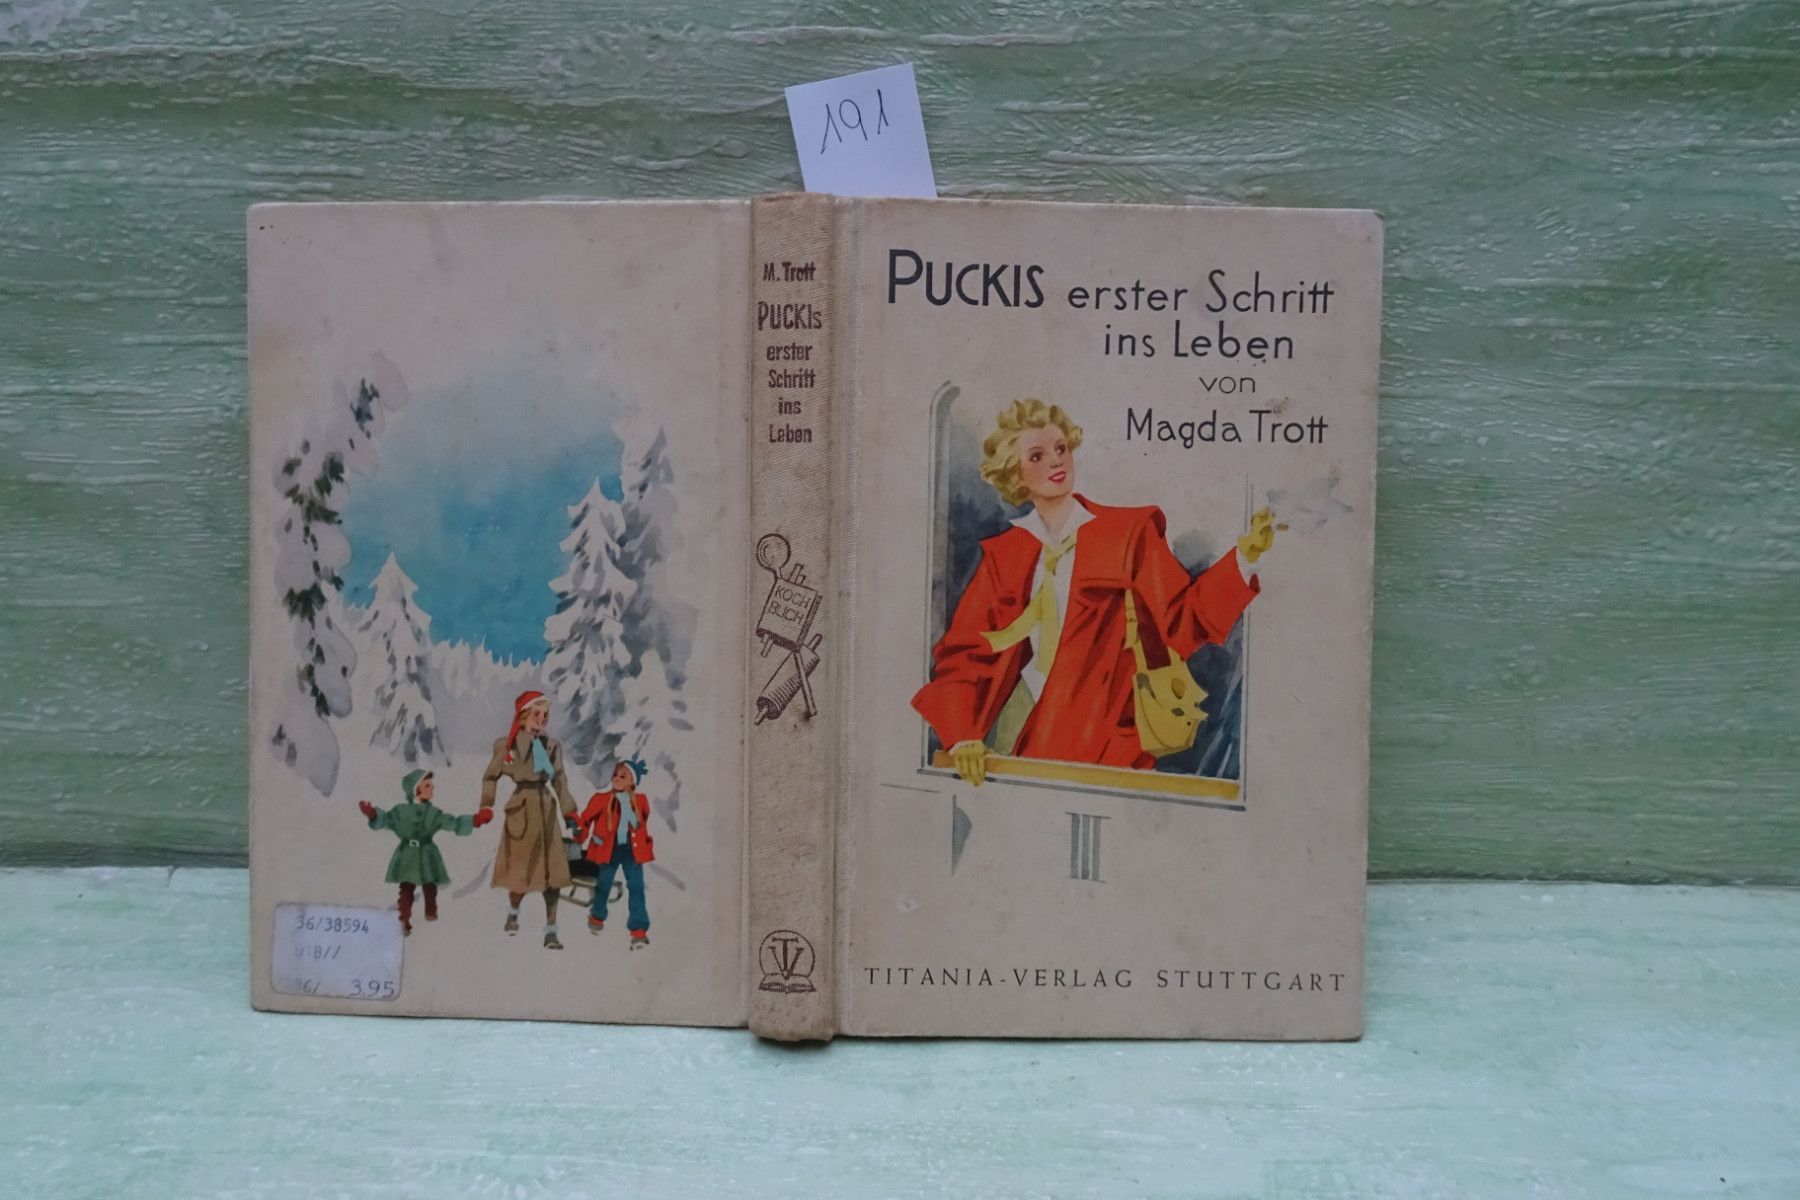 191
M. Trott
PUCKIs
erster
Schritt
ins
Leben
KOCH
BUCH
TV
PUCKIS erster Schritt
ins Leben
von
Magda Trott
III
TITANIA-VERLAG STUTTGART
36/38594
3.95